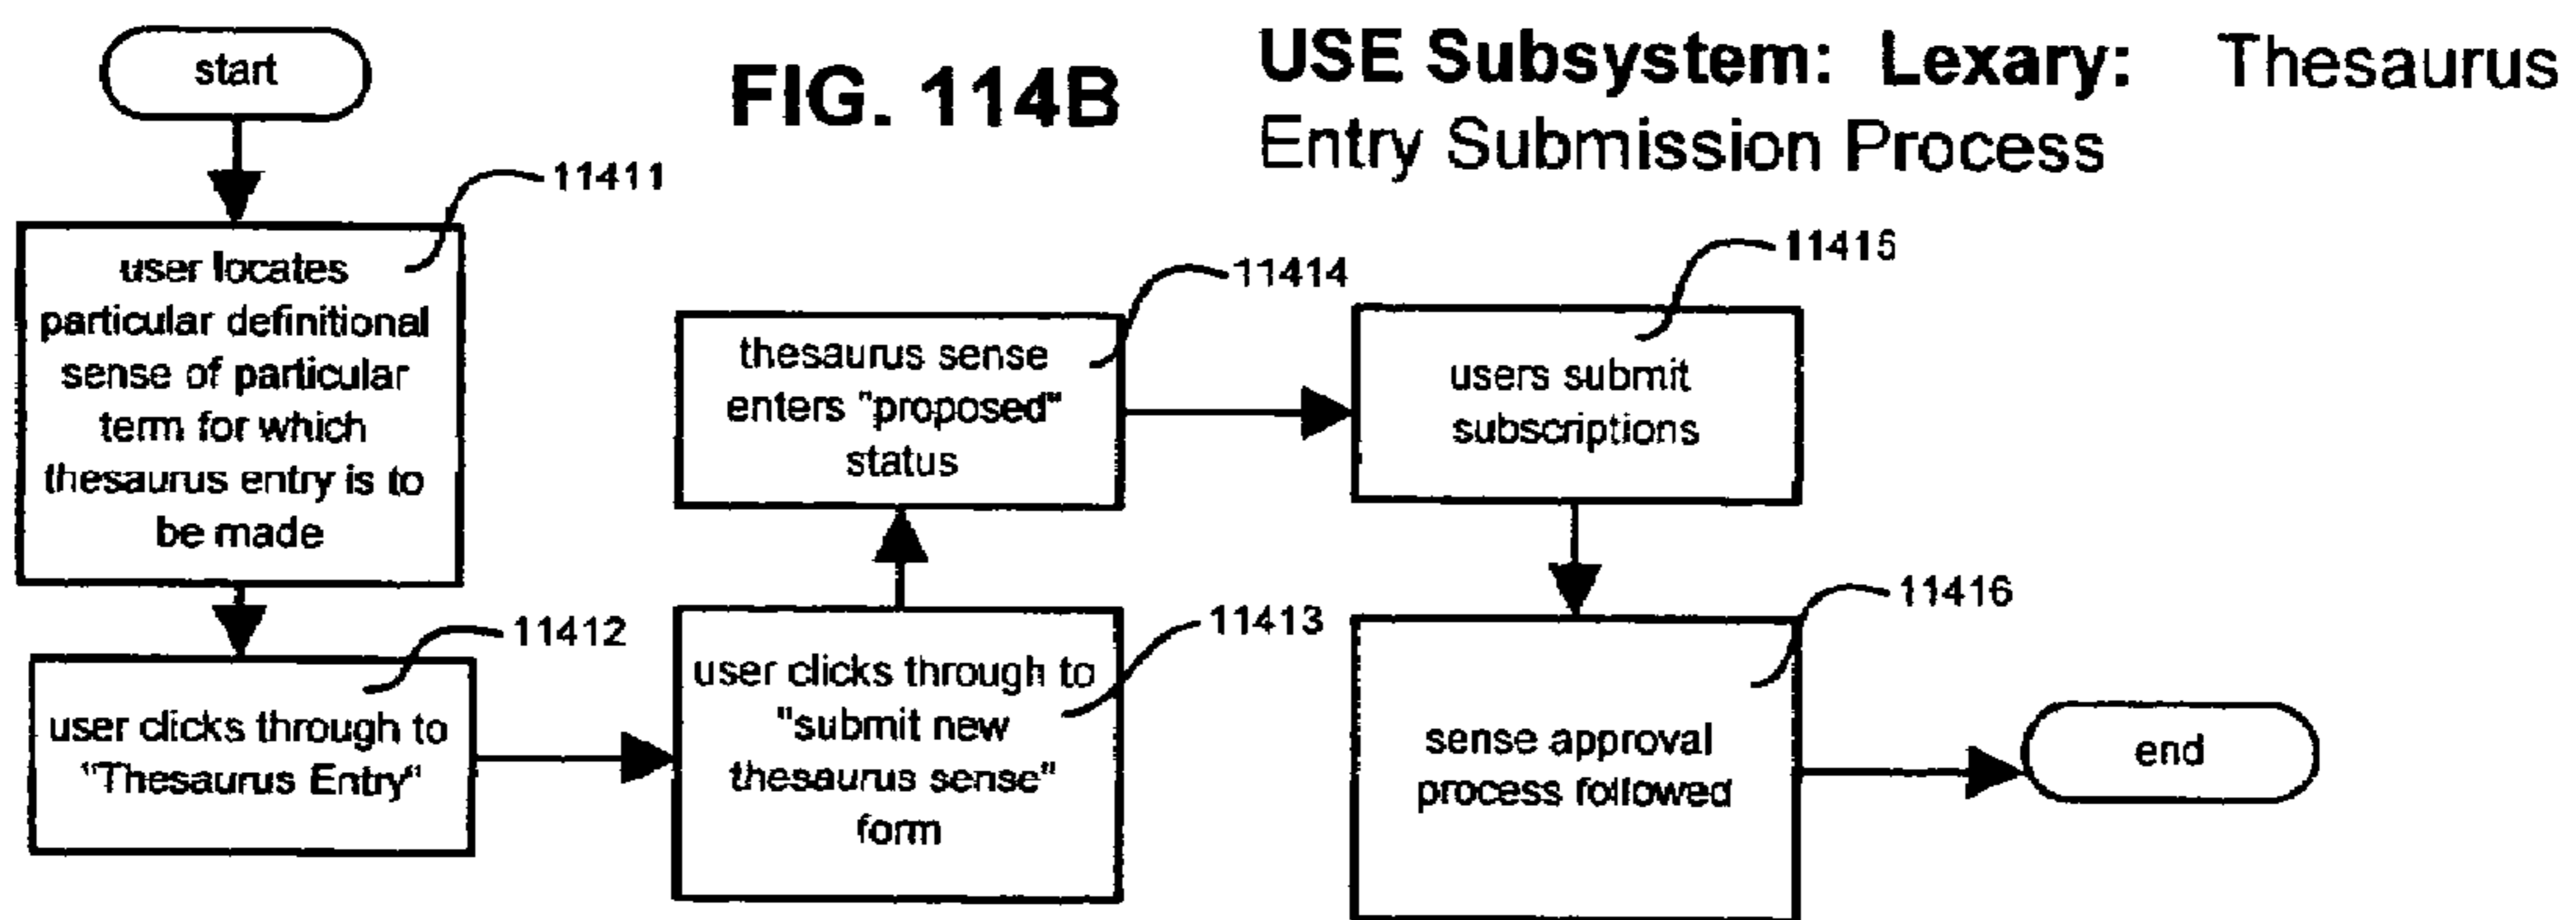 start
FIG. 114B
USE Subsystem: Lexary: Thesaurus
Entry Submission Process
11411
user locates
particular definitional
sense of particular
term for which
thesaurus entry is to
be made
11412
user clicks through to
"Thesaurus Entry"
11413
user clicks through to
"submit new
thesaurus sense"
form
11414
thesaurus sense
enters "proposed"
status
11415
users submit
subscriptions
11416
sense approval
process followed
end